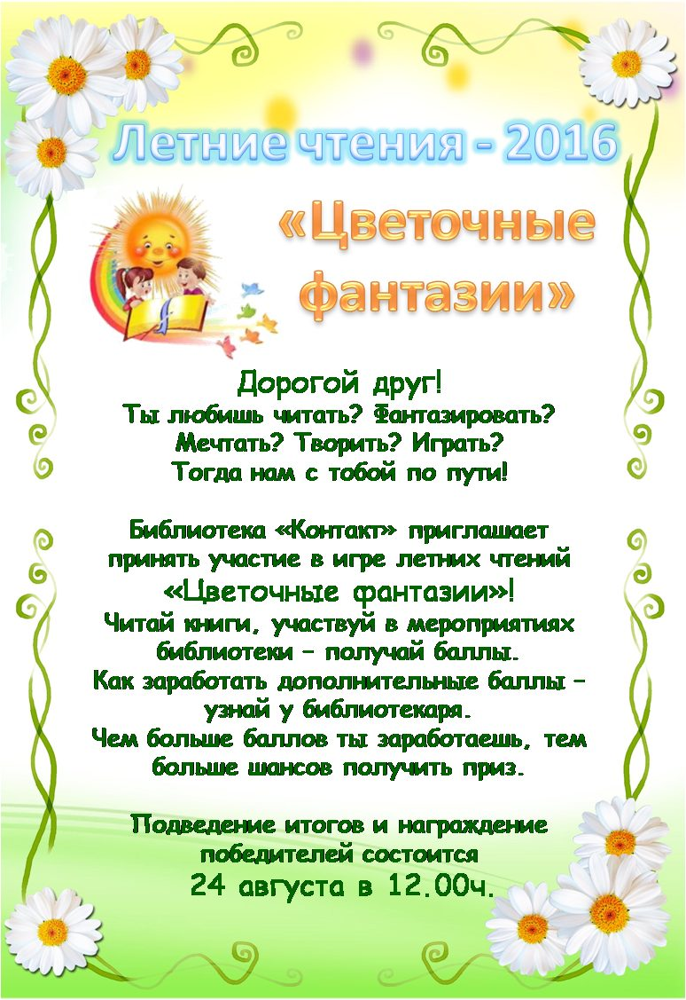 Летние чтения - 2016
«Цветочные
фантазии»
Дорогой друг!
Ты любишь читать? Фантазировать?
Мечтать? Творить? Играть?
Тогда нам с тобой по пути!
Библиотека «Контакт» приглашает
принять участие в игре летних чтений
«Цветочные фантазии»!
Читай книги, участвуй в мероприятиях
библиотеки – получай баллы.
Как заработать дополнительные баллы –
узнай у библиотекаря.
Чем больше баллов ты заработаешь, тем
больше шансов получить приз.
Подведение итогов и награждение
победителей состоится
24 августа в 12.00ч.